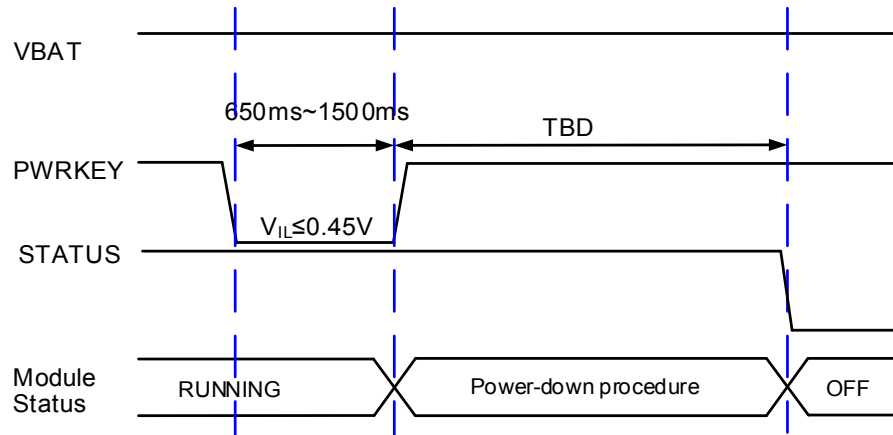 VBAT
650ms~1500ms
TBD
PWRKEY
VIL≤0.45V
STATUS
Module
Status
RUNNING
Power-down procedure
OFF